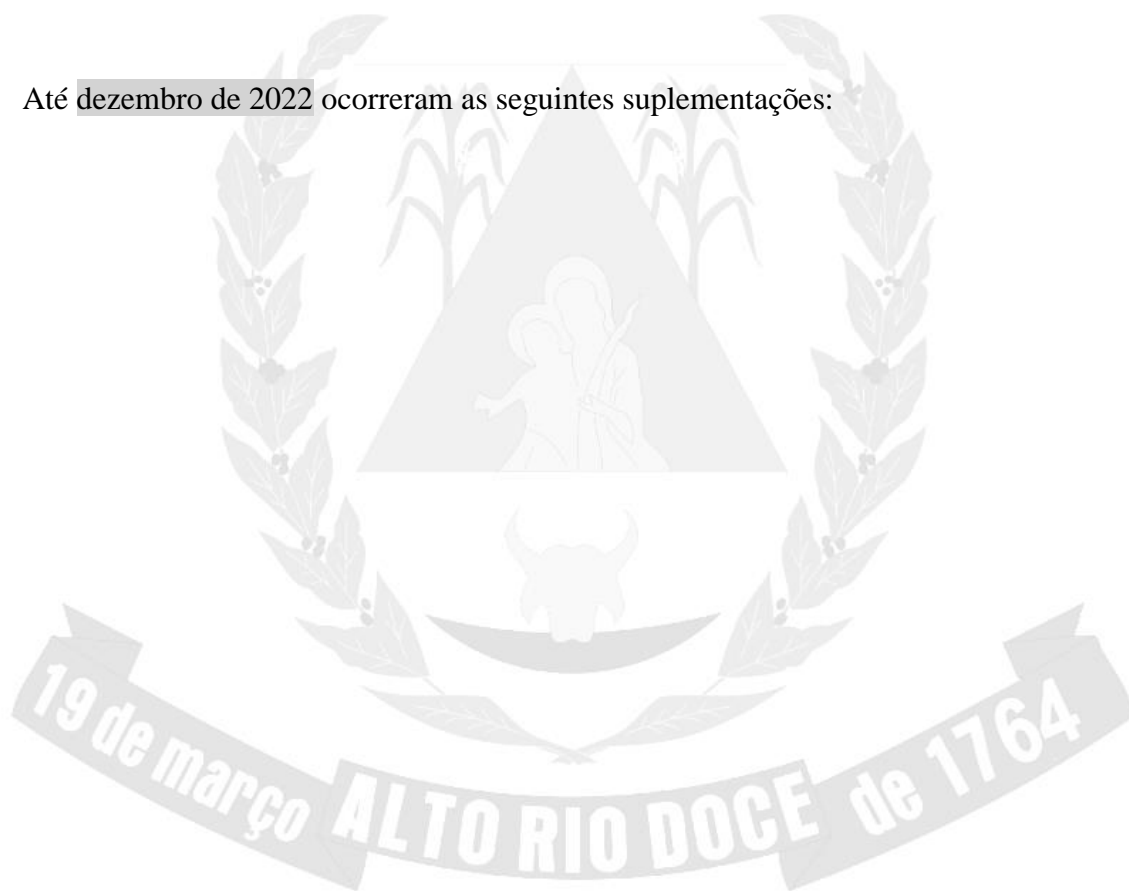 Até dezembro de 2022 ocorreram as seguintes suplementações:
19 de março ALTO RIO DOCE de 1764